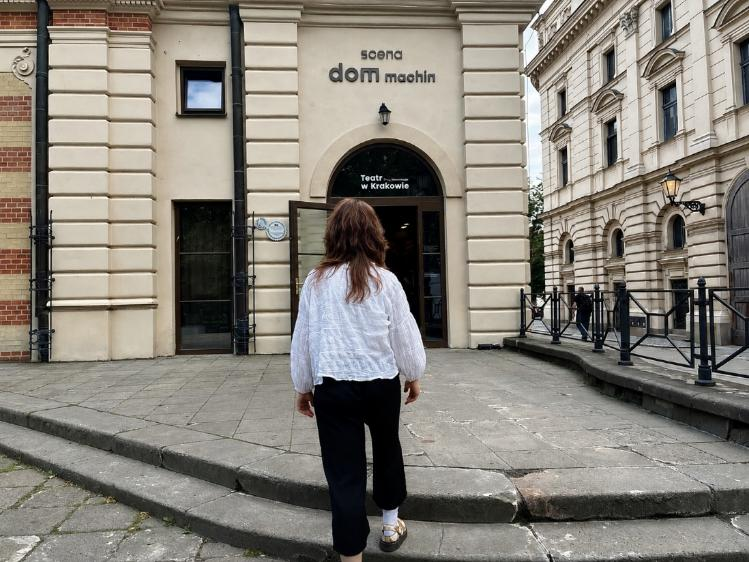 scena
dom machin
Teatr
w Krakowie